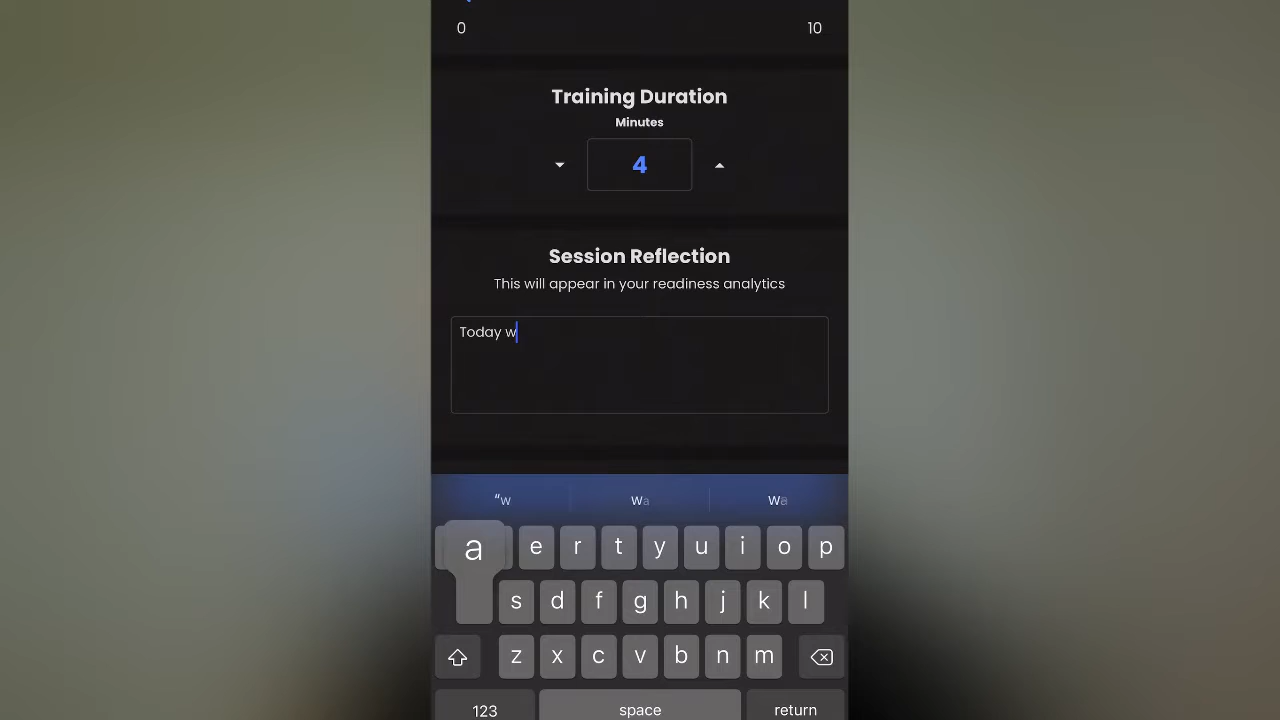 0 10
Training Duration
Minutes
4
Session Reflection
This will appear in your readiness analytics
Today w
“w wa wa
a e r t y u i o p
s d f g h j k l
z x c v b n m
123 space return